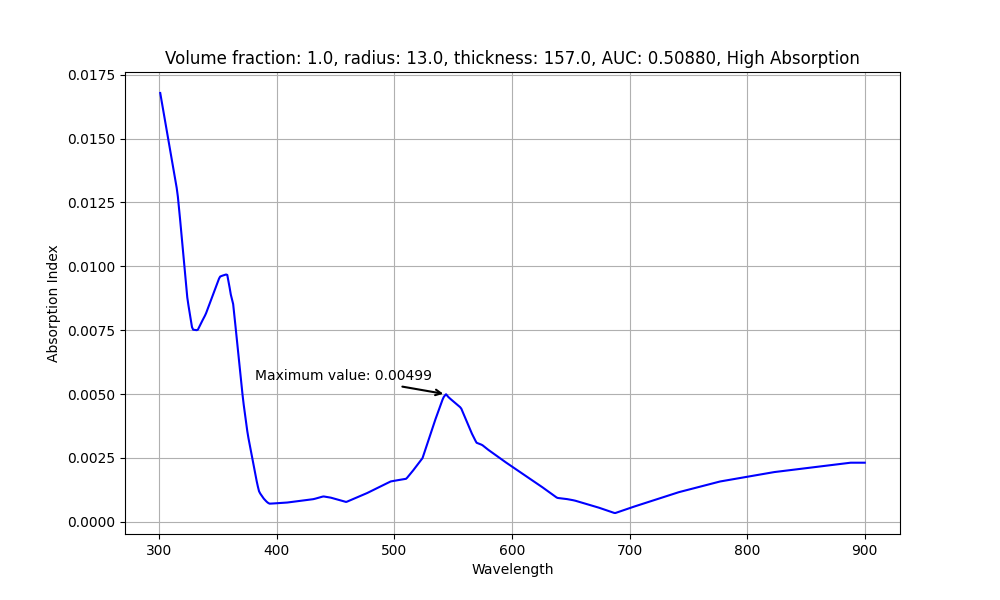 Volume fraction: 1.0, radius: 13.0, thickness: 157.0, AUC: 0.50880, High Absorption
0.0175
0.0150
0.0125
0.0100
0.0075
0.0050
0.0025
0.0000
Absorption Index
Maximum value: 0.00499
300 400 500 600 700 800 900
Wavelength